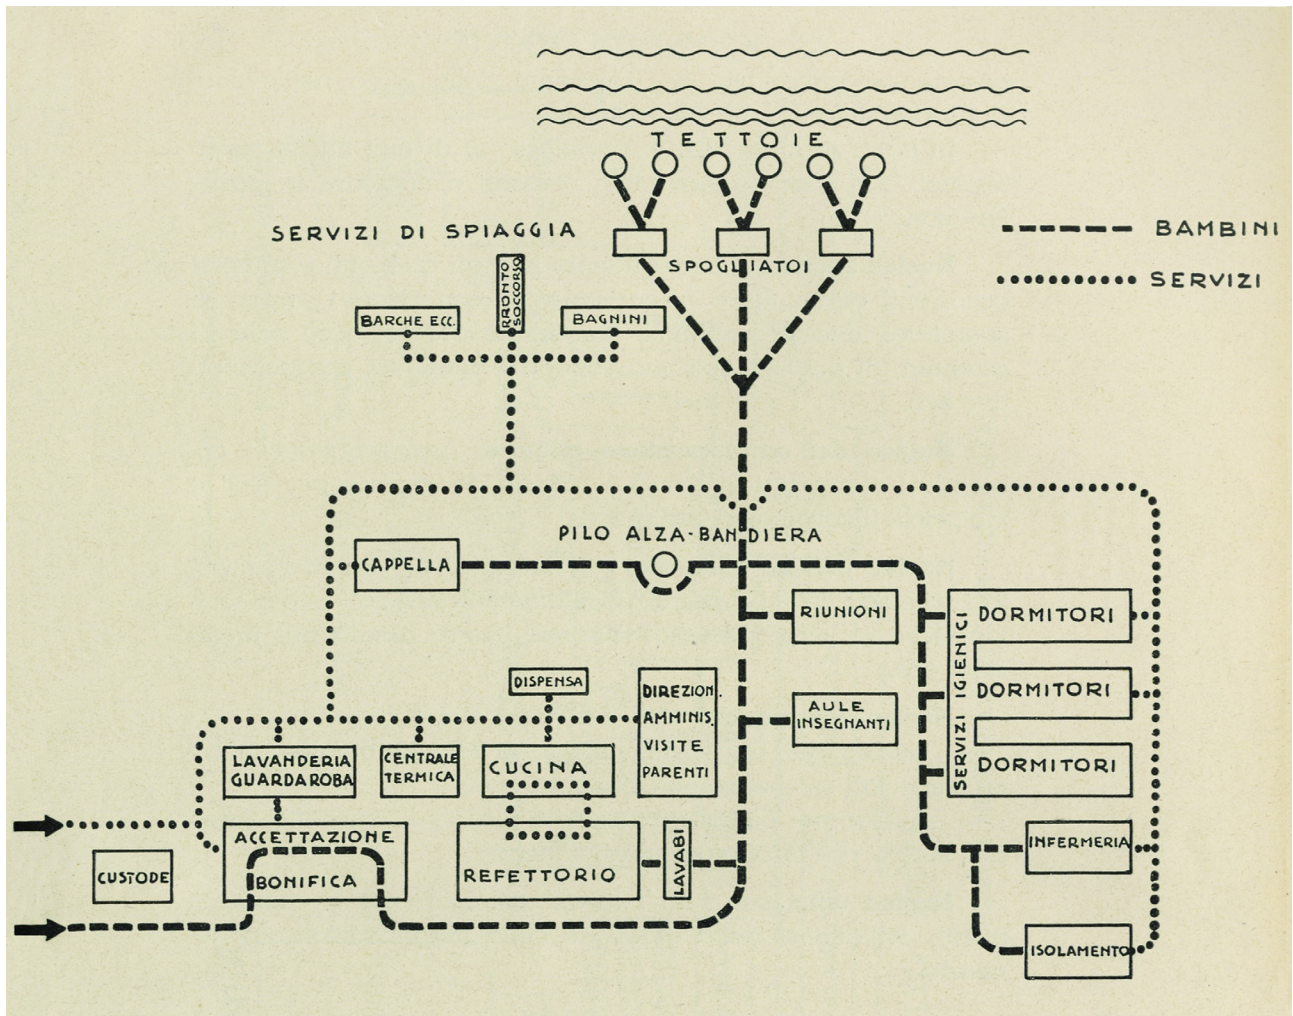 TETTOIE
SERVIZI DI SPIAGGIA
BAMBINI
SPOGLIATOI
SERVIZI
PRONTO
SOCCORSO
BARCHE ECC.
BAGNINI
PILO ALZA-BANDIERA
CAPPELLA
RIUNIONI
SERVIZI IGIENICI
DORMITORI
DORMITORI
DORMITORI
DISPENSA
DIREZION.
AMMINIS.
VISITE
PARENTI
AULE
INSEGNANTI
LAVANDERIA
GUARDAROBA
CENTRALE
TERMICA
CUCINA
ACCETTAZIONE
BONIFICA
CUSTODE
REFETTORIO
LAVABI
INFERMERIA
ISOLAMENTO